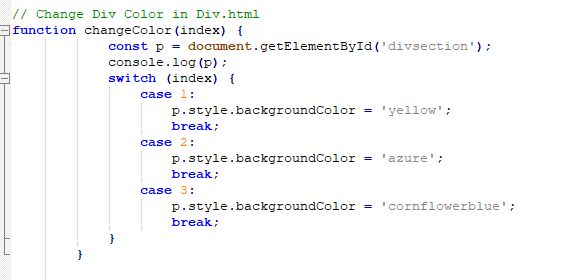 // Change Div Color in Div.html
function changeColor(index) {
const p = document.getElementById('divsection');
console.log(p);
switch (index) {
case 1:
p.style.backgroundColor = 'yellow';
break;
case 2:
p.style.backgroundColor = 'azure';
break;
case 3:
p.style.backgroundColor = 'cornflowerblue';
break;
}
}